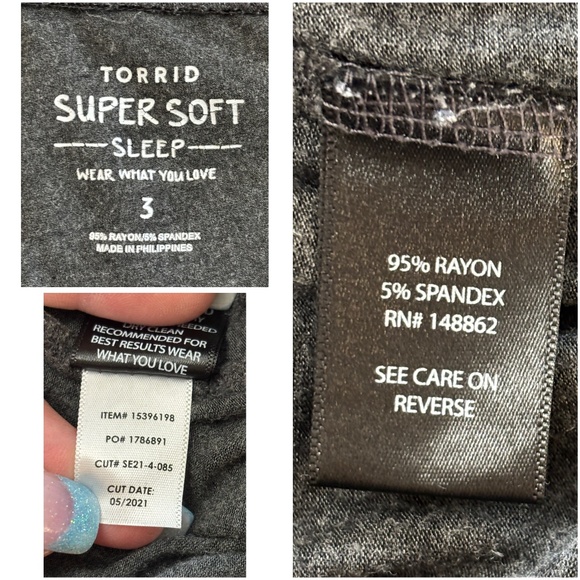 TORRID
SUPER SOFT
SLEEP
WEAR WHAT YOU LOVE
3
95% RAYON/5% SPANDEX
MADE IN PHILIPPINES
95% RAYON
5% SPANDEX
RN# 148862
SEE CARE ON
REVERSE
DRY CLEAN
RECOMMENDED FOR
BEST RESULTS WEAR
WHAT YOU LOVE
ITEM# 15396198
PO# 1786891
CUT# SE21-4-085
CUT DATE:
05/2021